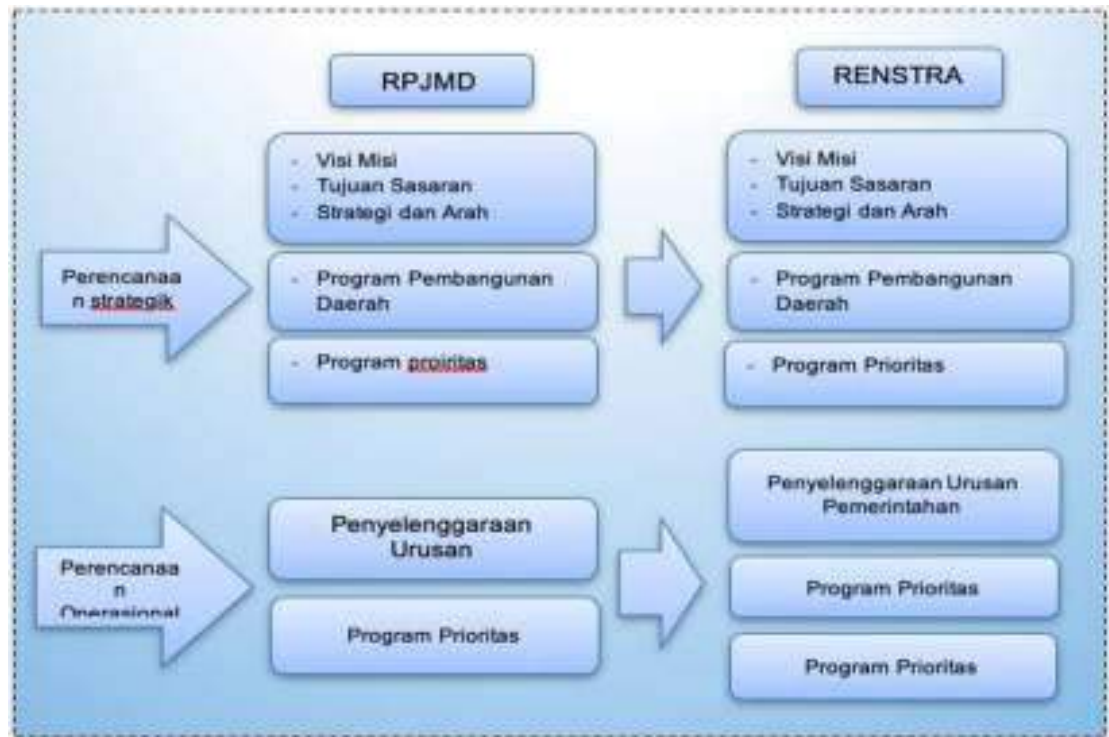 RPJMD
RENSTRA
Perencanaa
n strategik
- Visi Misi
- Tujuan Sasaran
- Strategi dan Arah
- Program Pembangunan
Daerah
- Program proiritas
- Visi Misi
- Tujuan Sasaran
- Strategi dan Arah
- Program Pembangunan
Daerah
- Program Prioritas
Perencanaa
n
Operasional
Penyelenggaraan
Urusan
Program Prioritas
Penyelenggaraan Urusan
Pemerintahan
Program Prioritas
Program Prioritas